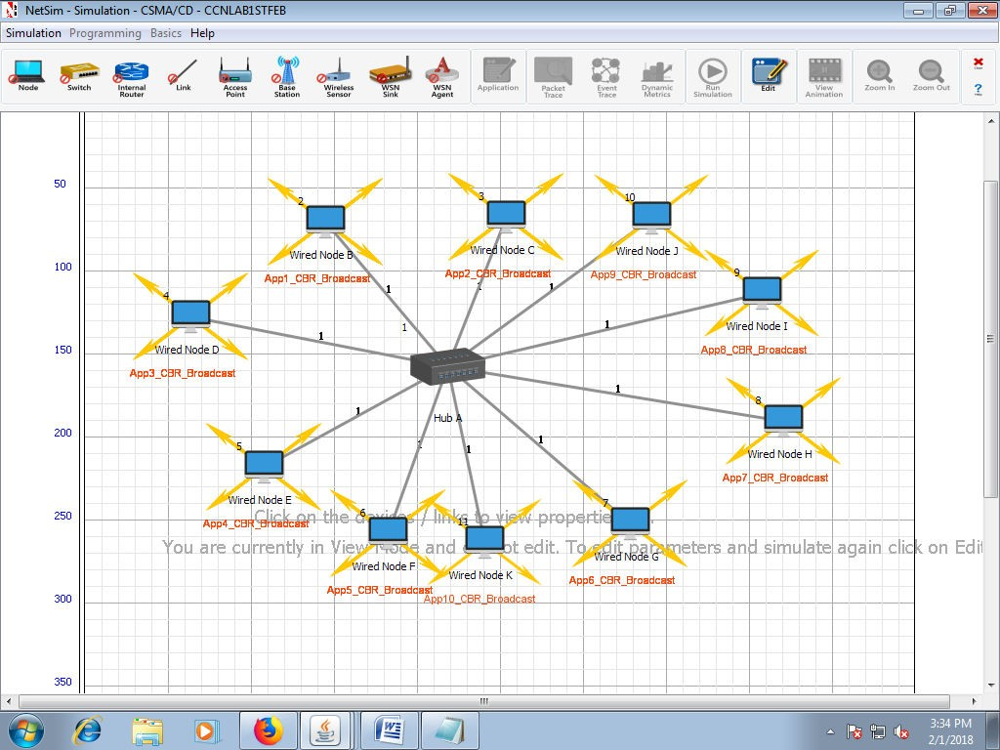 NetSim - Simulation - CSMA/CD - CCNLAB1STFEB
Simulation Programming Basics Help
Node
Switch
Internal Router
Link
Access Point
Base Station
Wireless Sensor
WSN Sink
WSN Agent
Application
Packet Trace
Event Trace
Dynamic Metrics
Run Simulation
Edit
View Animation
Zoom In
Zoom Out
Close
Help
50
100
150
200
250
300
350
2
Wired Node B
App1_CBR_Broadcast
3
Wired Node C
App2_CBR_Broadcast
10
Wired Node J
App9_CBR_Broadcast
9
Wired Node I
App8_CBR_Broadcast
4
Wired Node D
App3_CBR_Broadcast
1
1
1
1
1
1
Hub A
1
1
1
1
1
8
Wired Node H
App7_CBR_Broadcast
5
Wired Node E
App4_CBR_Broadcast
6
Wired Node F
App5_CBR_Broadcast
11
Wired Node K
App10_CBR_Broadcast
7
Wired Node G
App6_CBR_Broadcast
Click on the devices / links to view properties
You are currently in View Mode and cannot edit. To edit parameters and simulate again click on Edit
3:34 PM
2/1/2018